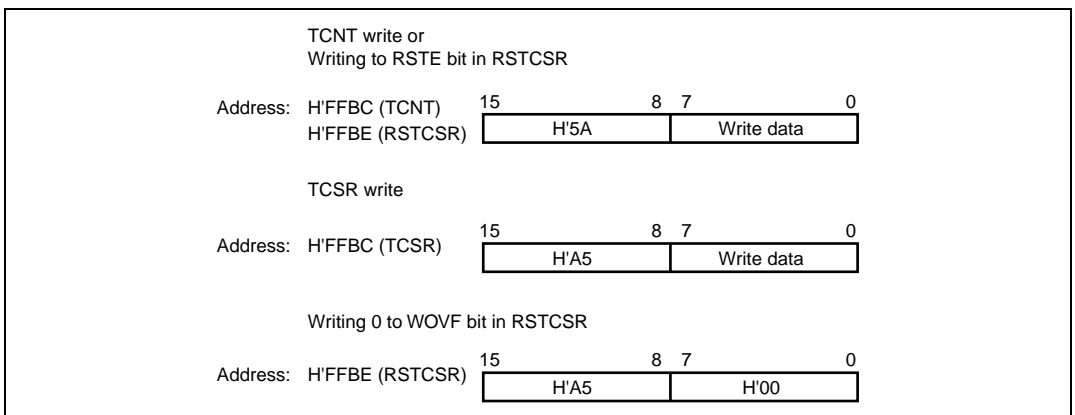 TCNT write or
Writing to RSTE bit in RSTCSR
Address: H'FFBC (TCNT) 15 8 7 0
H'FFBE (RSTCSR) H'5A Write data
TCSR write
15 8 7 0
Address: H'FFBC (TCSR) H'A5 Write data
Writing 0 to WOVF bit in RSTCSR
15 8 7 0
Address: H'FFBE (RSTCSR) H'A5 H'00